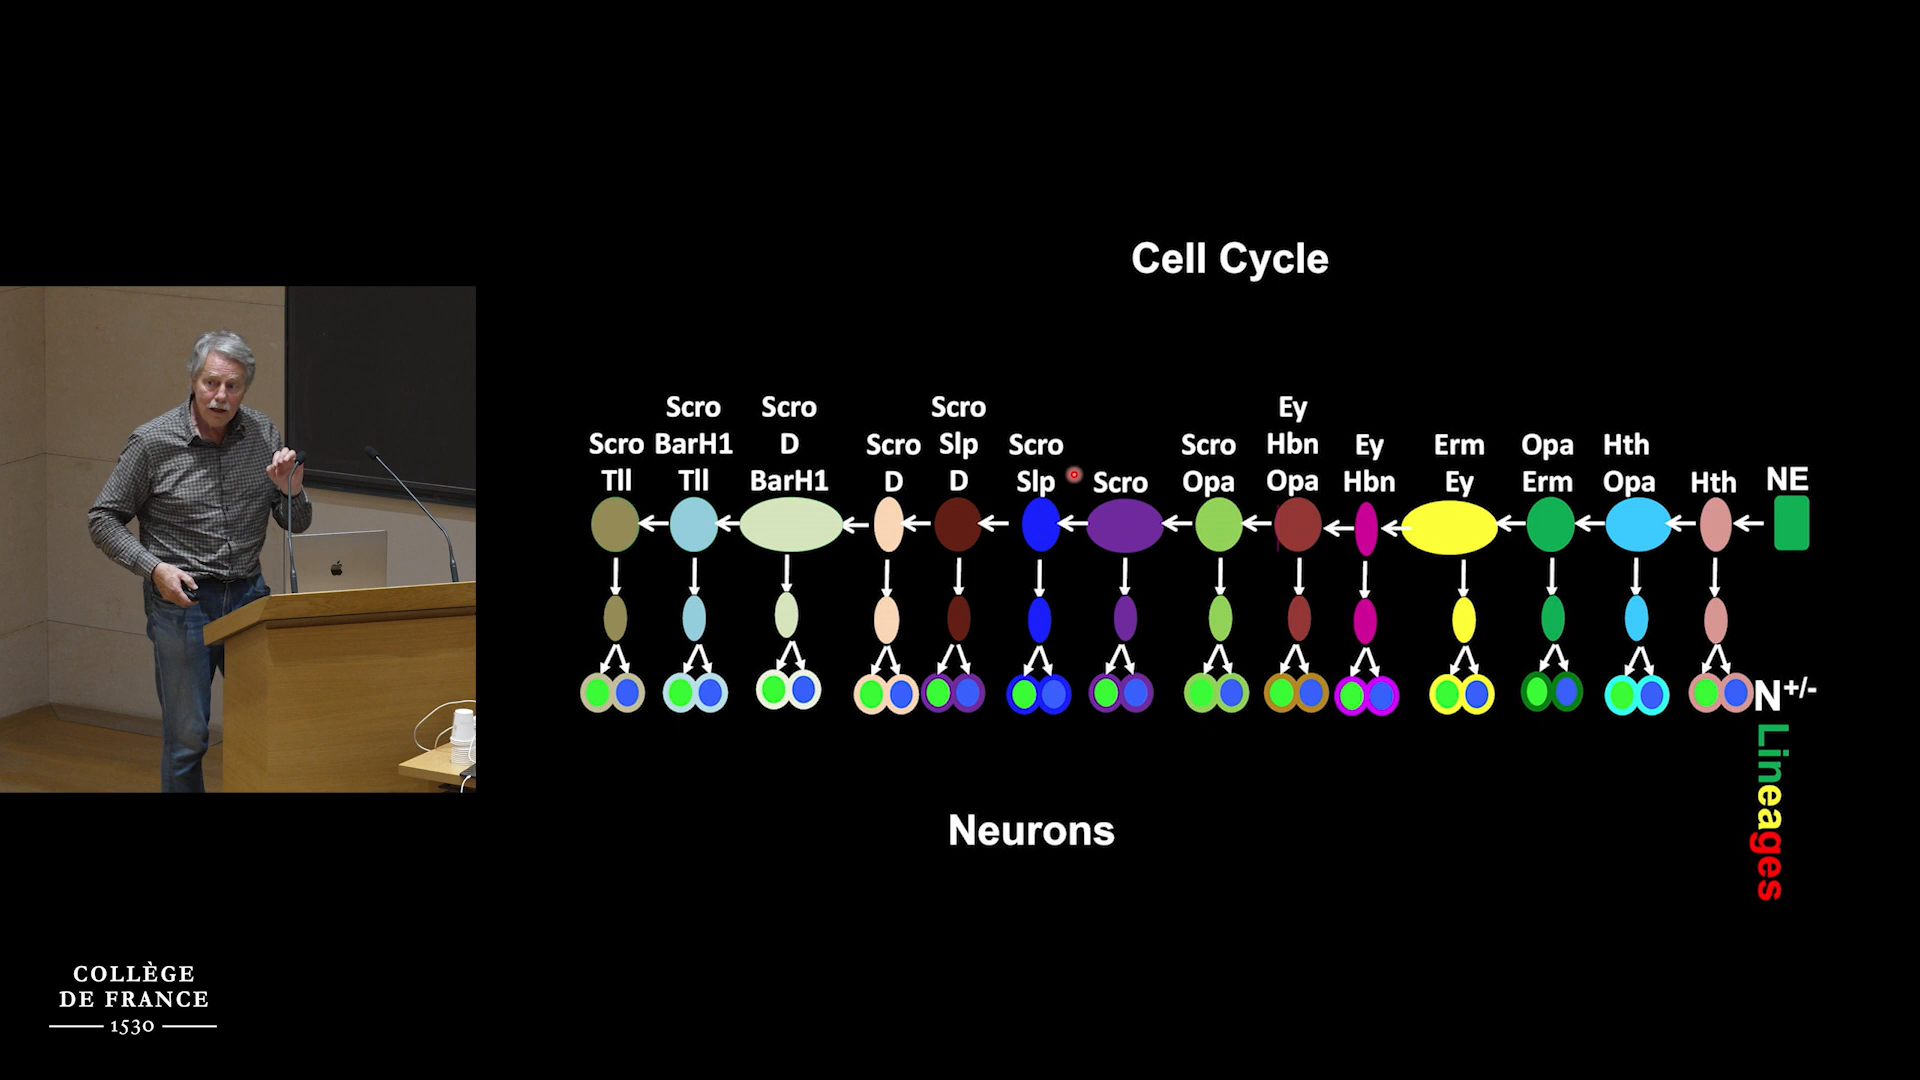 Cell Cycle
Scro
Tll
Scro
BarH1
Tll
Scro
D
BarH1
Scro
D
Scro
Slp
D
Scro
Slp
Scro
Scro
Opa
Ey
Hbn
Opa
Ey
Hbn
Erm
Ey
Opa
Erm
Hth
Opa
Hth
NE
N+/-
Lineages
Neurons
COLLÈGE
DE FRANCE
1530